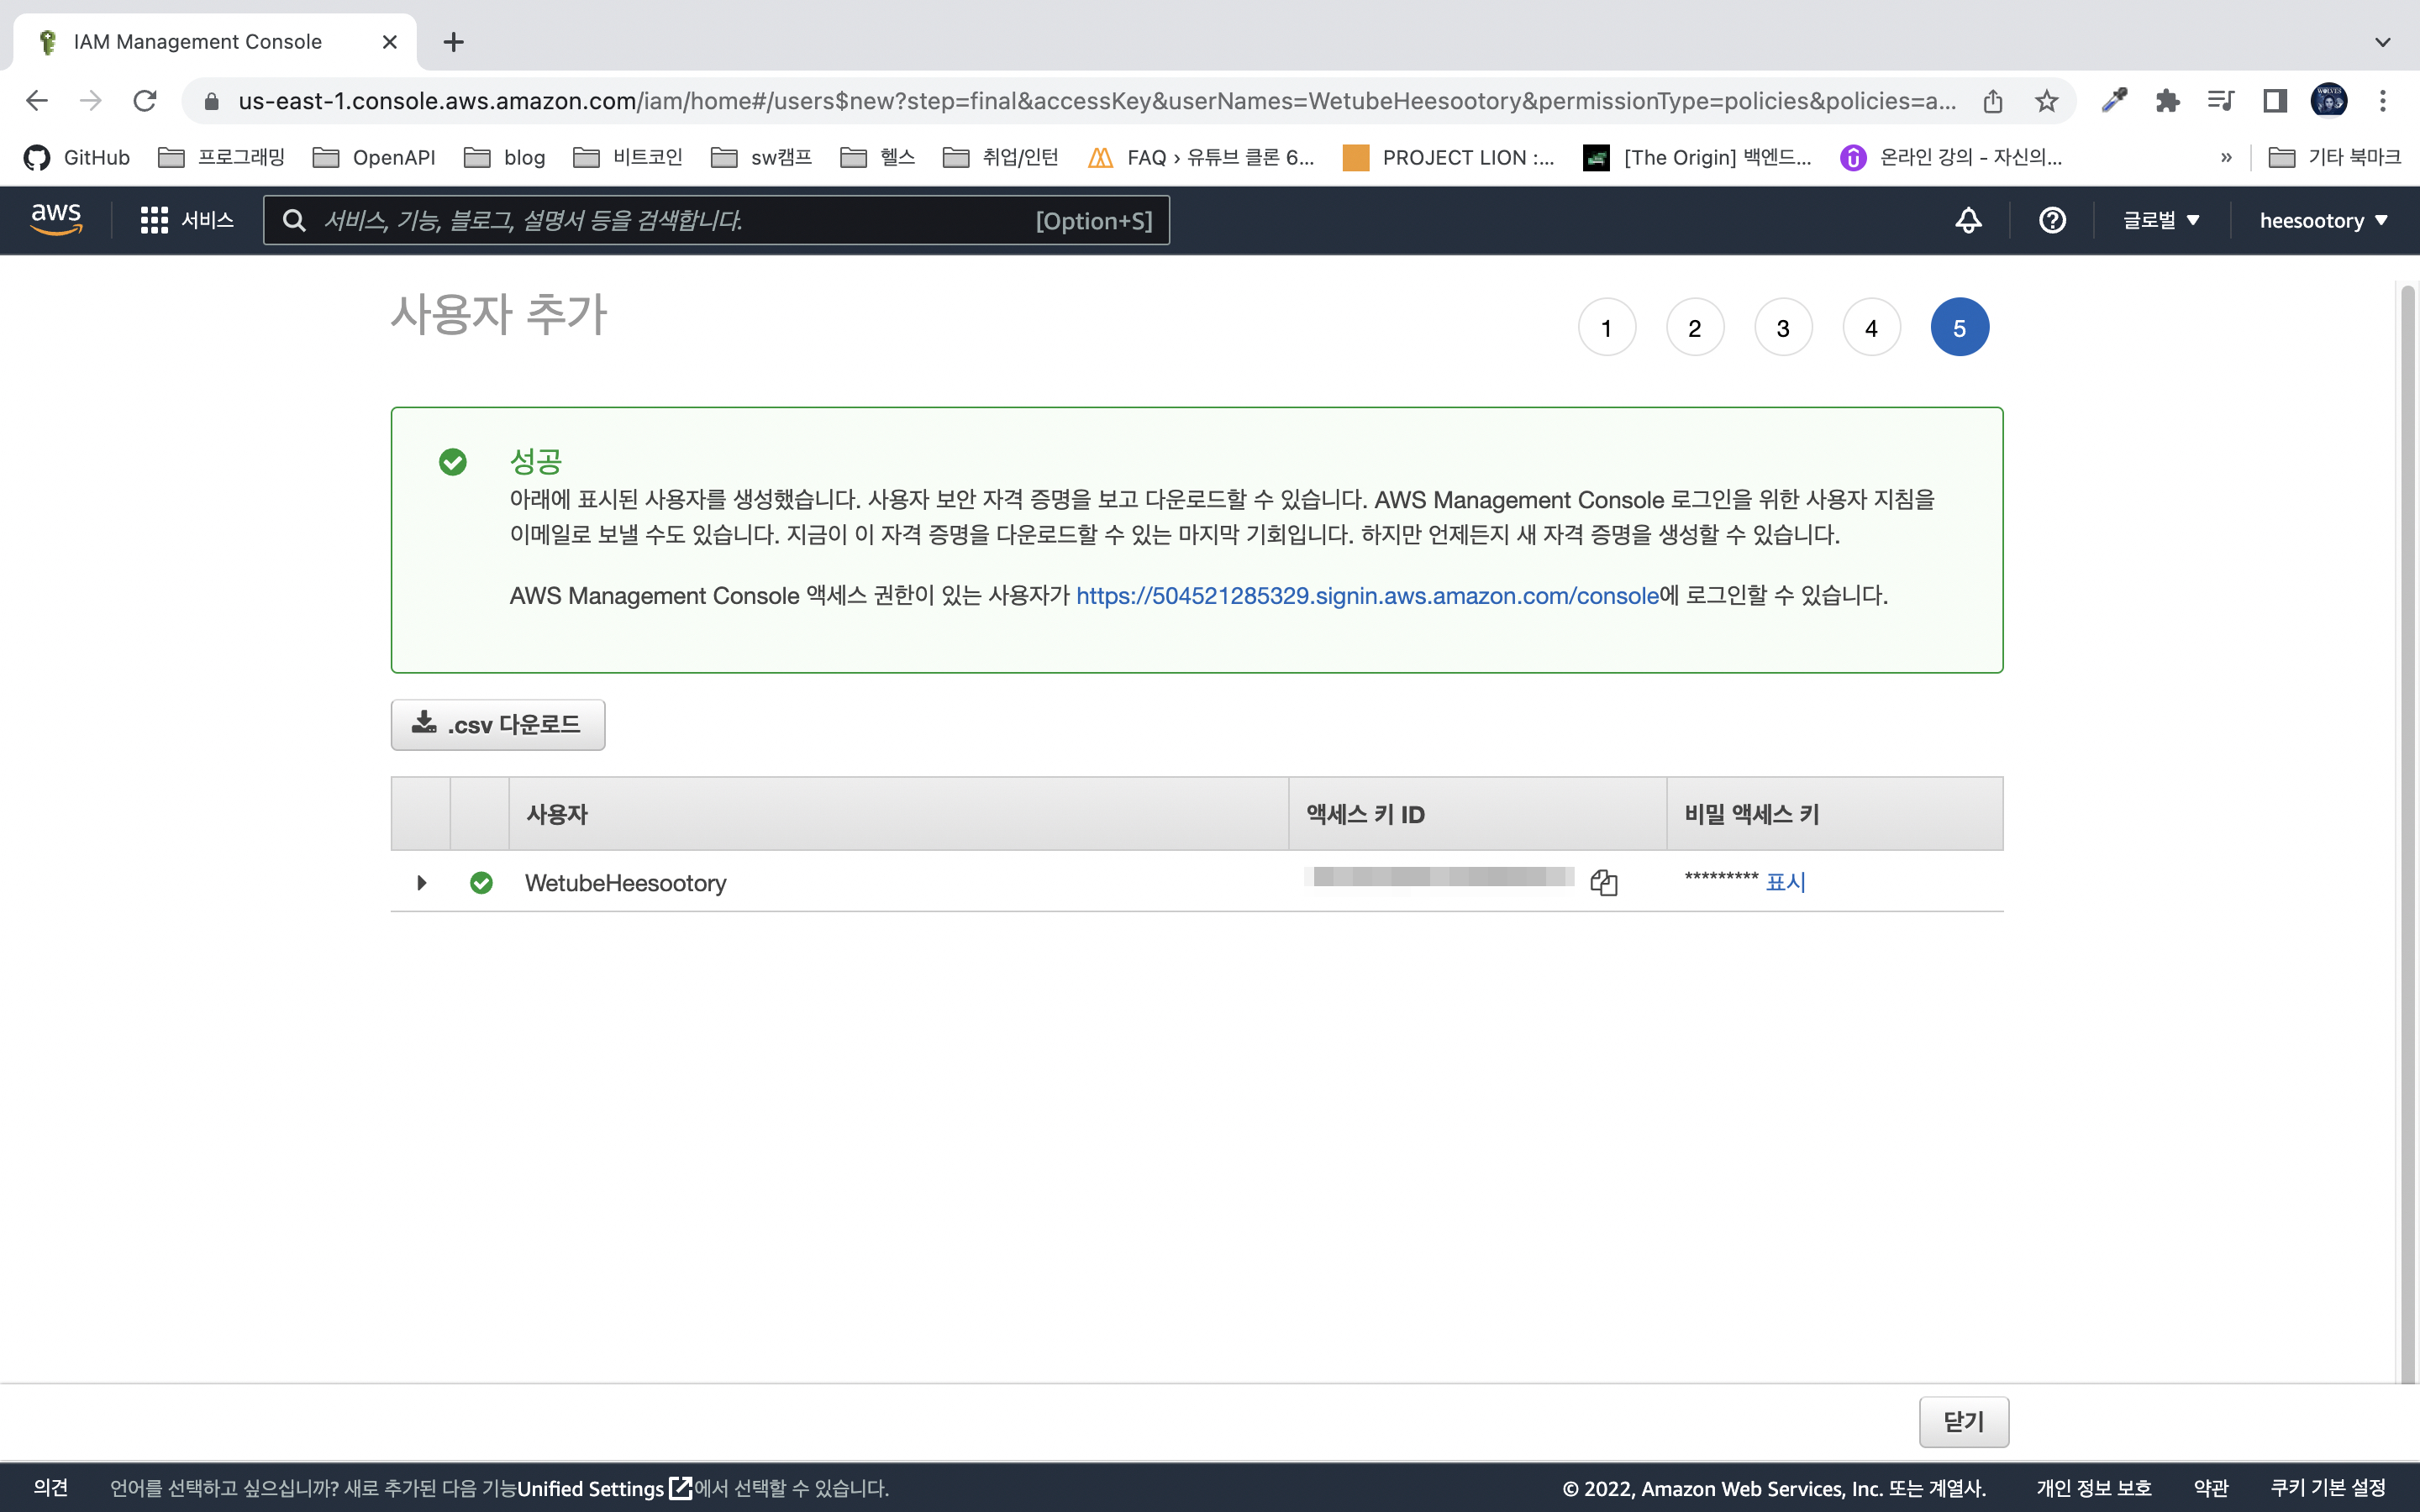 IAM Management Console
us-east-1.console.aws.amazon.com/iam/home#/users$new?step=final&accessKey&userNames=WetubeHeesootory&permissionType=policies&policies=a...
GitHub 프로그래밍 OpenAPI blog 비트코인 sw캠프 헬스 취업/인턴 FAQ › 유튜브 클론 6... PROJECT LION :... [The Origin] 백엔드... 온라인 강의 - 자신의... » 기타 북마크
aws 서비스 서비스, 기능, 블로그, 설명서 등을 검색합니다. [Option+S] 글로벌 heesootory
사용자 추가 1 2 3 4 5
성공
아래에 표시된 사용자를 생성했습니다. 사용자 보안 자격 증명을 보고 다운로드할 수 있습니다. AWS Management Console 로그인을 위한 사용자 지침을
이메일로 보낼 수도 있습니다. 지금이 이 자격 증명을 다운로드할 수 있는 마지막 기회입니다. 하지만 언제든지 새 자격 증명을 생성할 수 있습니다.
AWS Management Console 액세스 권한이 있는 사용자가 https://504521285329.signin.aws.amazon.com/console에 로그인할 수 있습니다.
.csv 다운로드
사용자 액세스 키 ID 비밀 액세스 키
WetubeHeesootory ********* 표시
닫기
의견 언어를 선택하고 싶으십니까? 새로 추가된 다음 기능Unified Settings에서 선택할 수 있습니다. © 2022, Amazon Web Services, Inc. 또는 계열사. 개인 정보 보호 약관 쿠키 기본 설정